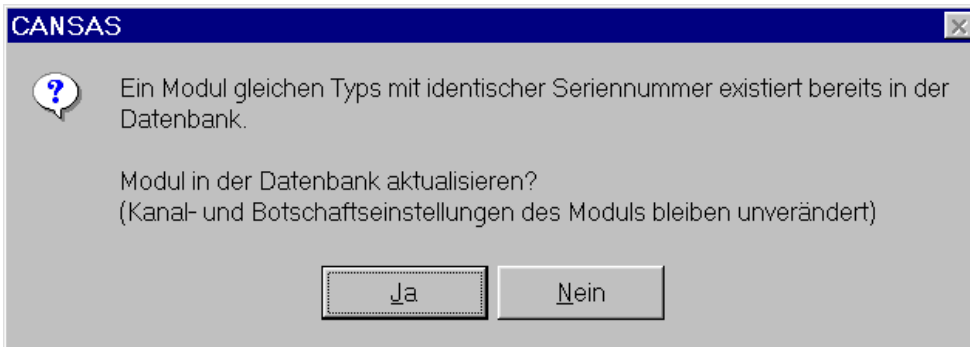 CANSAS
Ein Modul gleichen Typs mit identischer Seriennummer existiert bereits in der
Datenbank.
Modul in der Datenbank aktualisieren?
(Kanal- und Botschaftseinstellungen des Moduls bleiben unverändert)
Ja
Nein